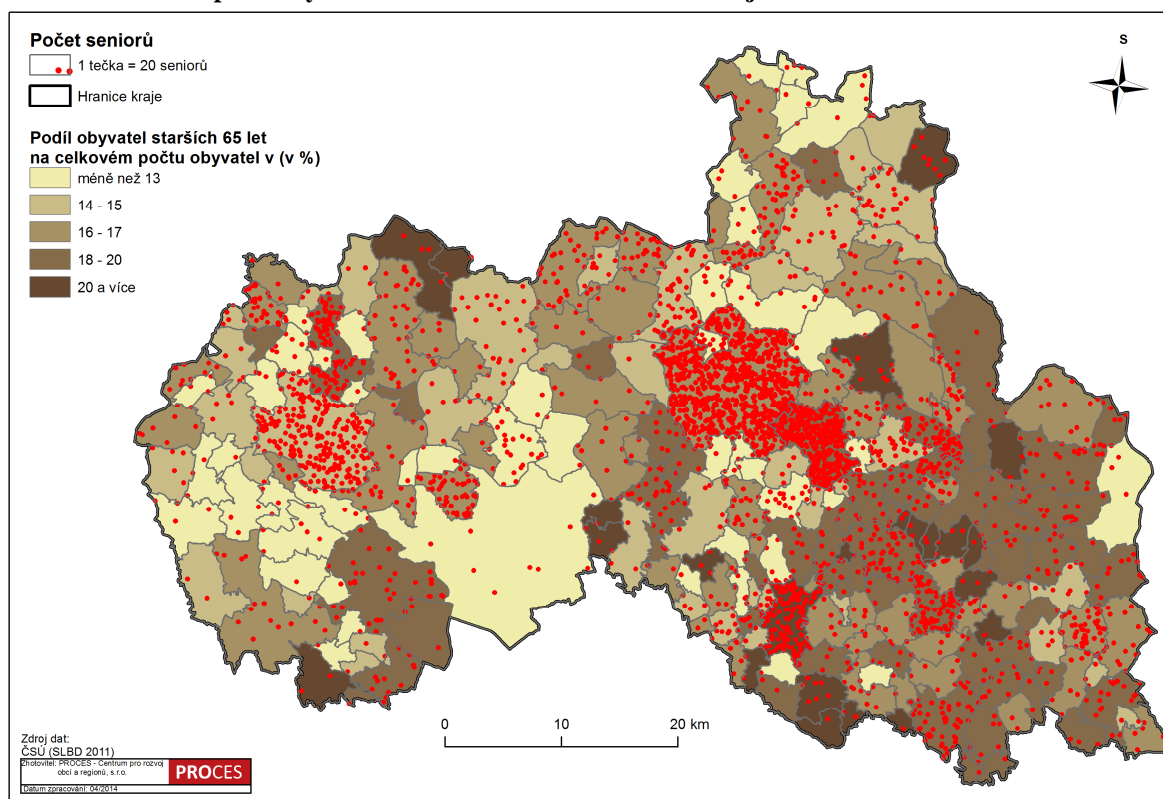 Počet seniorů
1 tečka = 20 seniorů
Hranice kraje
Podíl obyvatel starších 65 let
na celkovém počtu obyvatel v (v %)
méně než 13
14 - 15
16 - 17
18 - 20
20 a více
S
0 10 20 km
Zdroj dat:
ČSÚ (SLBD 2011)
Zhotovitel: PROCES - Centrum pro rozvoj
obcí a regionů, s.r.o.
PROCES
Datum zpracování: 04/2014